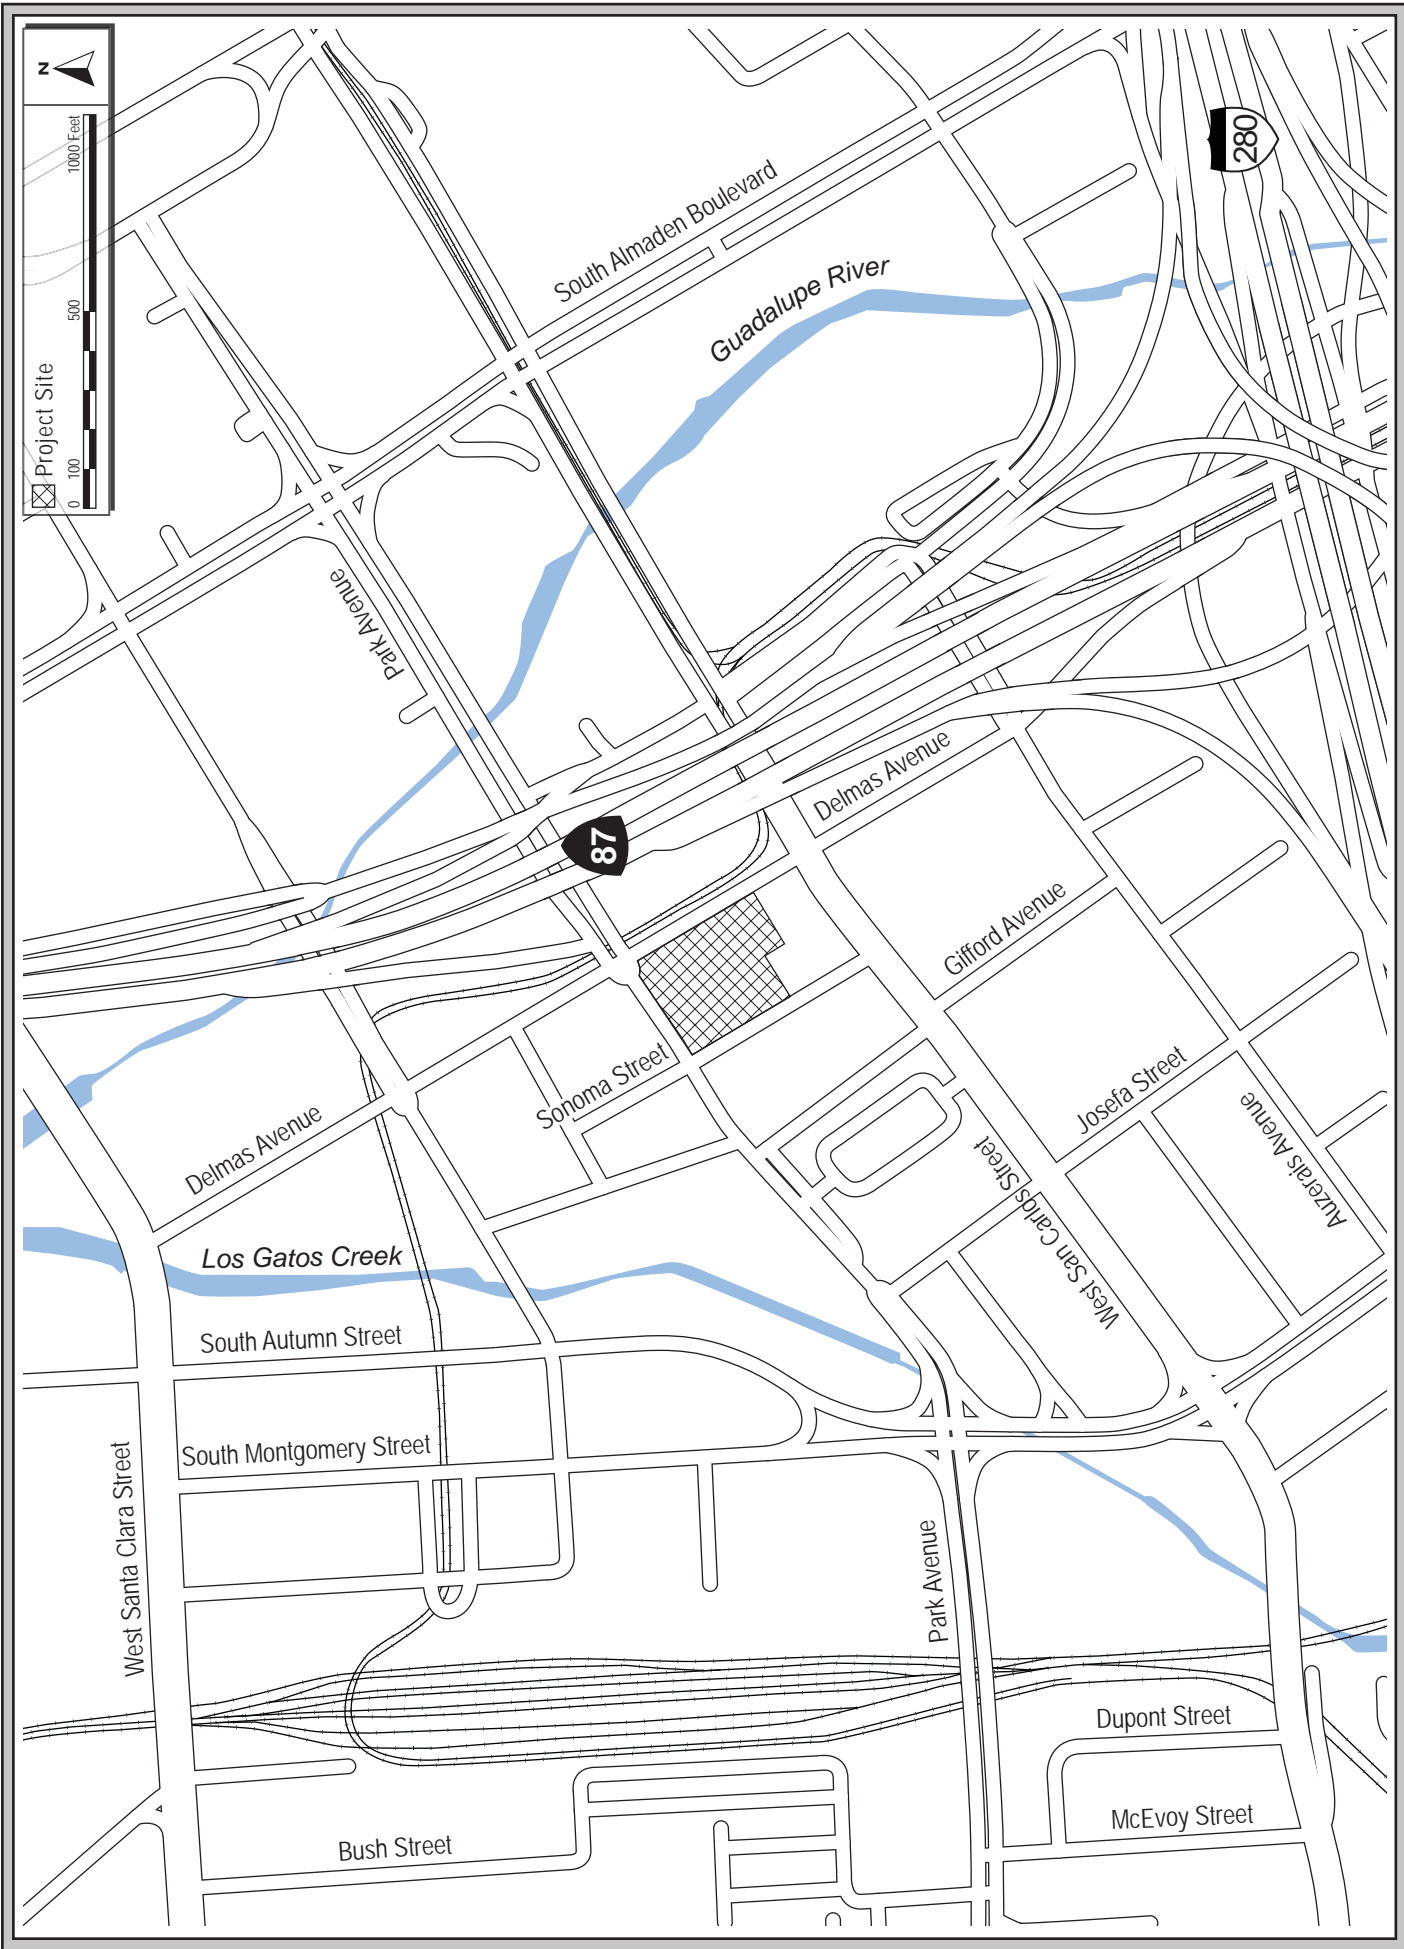 N
1000 Feet
500
100
0
Project Site
280
South Almaden Boulevard
Guadalupe River
Park Avenue
87
Delmas Avenue
Gifford Avenue
Sonoma Street
Josefa Street
Auzerais Avenue
Delmas Avenue
West San Carlos Street
Los Gatos Creek
South Autumn Street
South Montgomery Street
West Santa Clara Street
Park Avenue
Dupont Street
McEvoy Street
Bush Street